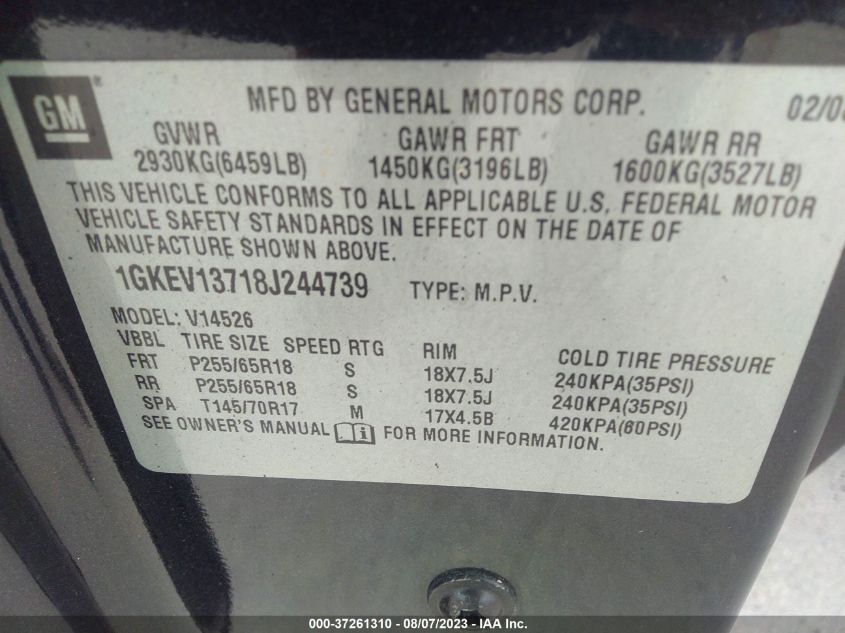 GM ® MFD BY GENERAL MOTORS CORP. 02/08
GVWR GAWR FRT GAWR RR
2930KG(6459LB) 1450KG(3196LB) 1600KG(3527LB)
THIS VEHICLE CONFORMS TO ALL APPLICABLE U.S. FEDERAL MOTOR
VEHICLE SAFETY STANDARDS IN EFFECT ON THE DATE OF
MANUFACTURE SHOWN ABOVE.
1GKEV13718J244739 TYPE: M.P.V.
MODEL: V14526
VBBL TIRE SIZE SPEED RTG RIM COLD TIRE PRESSURE
FRT P255/65R18 S 18X7.5J 240KPA(35PSI)
RR P255/65R18 S 18X7.5J 240KPA(35PSI)
SPA T145/70R17 M 17X4.5B 420KPA(60PSI)
SEE OWNER'S MANUAL i FOR MORE INFORMATION.
000-37261310 - 08/07/2023 - IAA Inc.